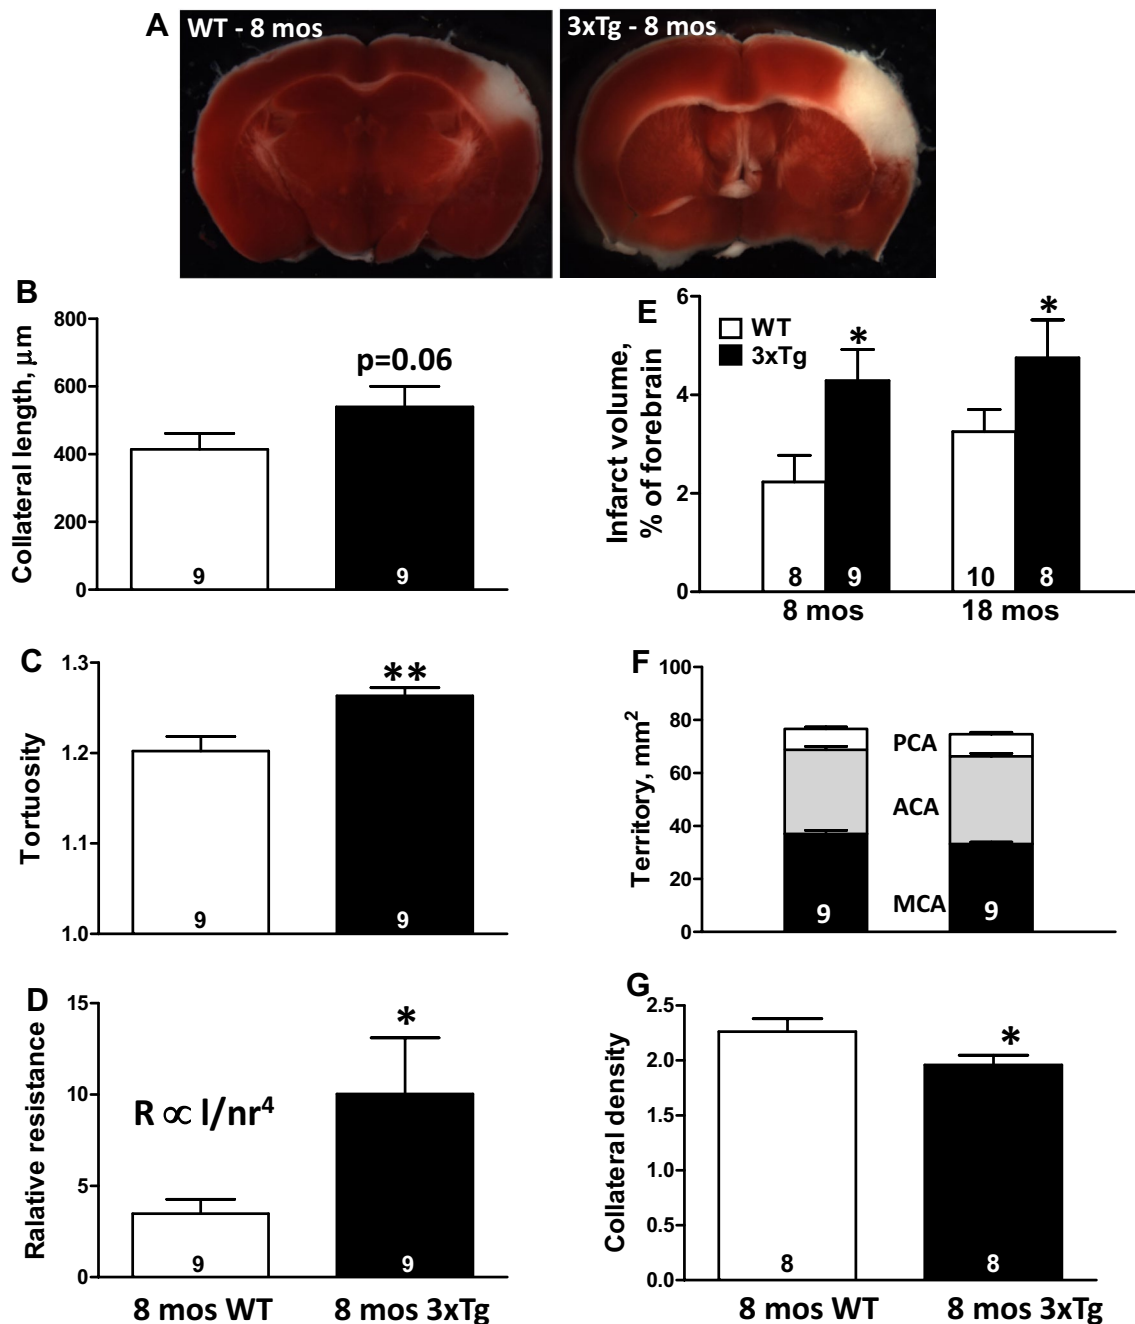 A
WT - 8 mos
3xTg - 8 mos
B
Collateral length, μm
800
600
400
200
0
p=0.06
9
9
C
Tortuosity
1.3
1.2
1.1
1.0
**
9
9
D
Ralative resistance
15
10
5
0
R ∝ l/nr⁴
*
9
9
8 mos WT
8 mos 3xTg
E
Infarct volume,
% of forebrain
6
4
2
0
WT
3xTg
*
*
8
9
10
8
8 mos
18 mos
F
Territory, mm²
100
80
60
40
20
0
PCA
ACA
MCA
9
9
G
Collateral density
2.5
2.0
1.5
1.0
0.5
0.0
*
8
8
8 mos WT
8 mos 3xTg